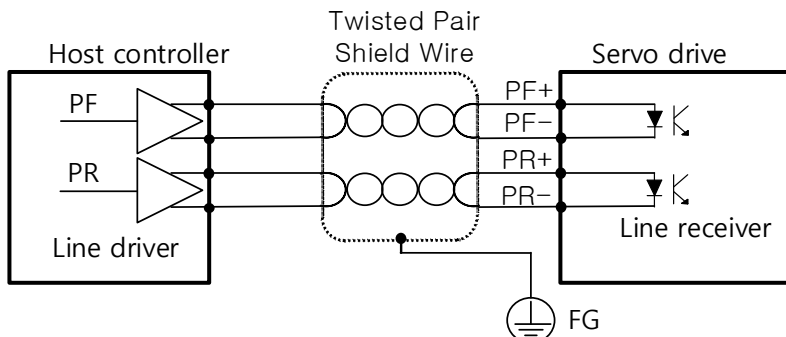 Twisted Pair
Shield Wire
Host controller
Servo drive
PF
PF+
PF-
PR
PR+
PR-
Line driver
Line receiver
FG